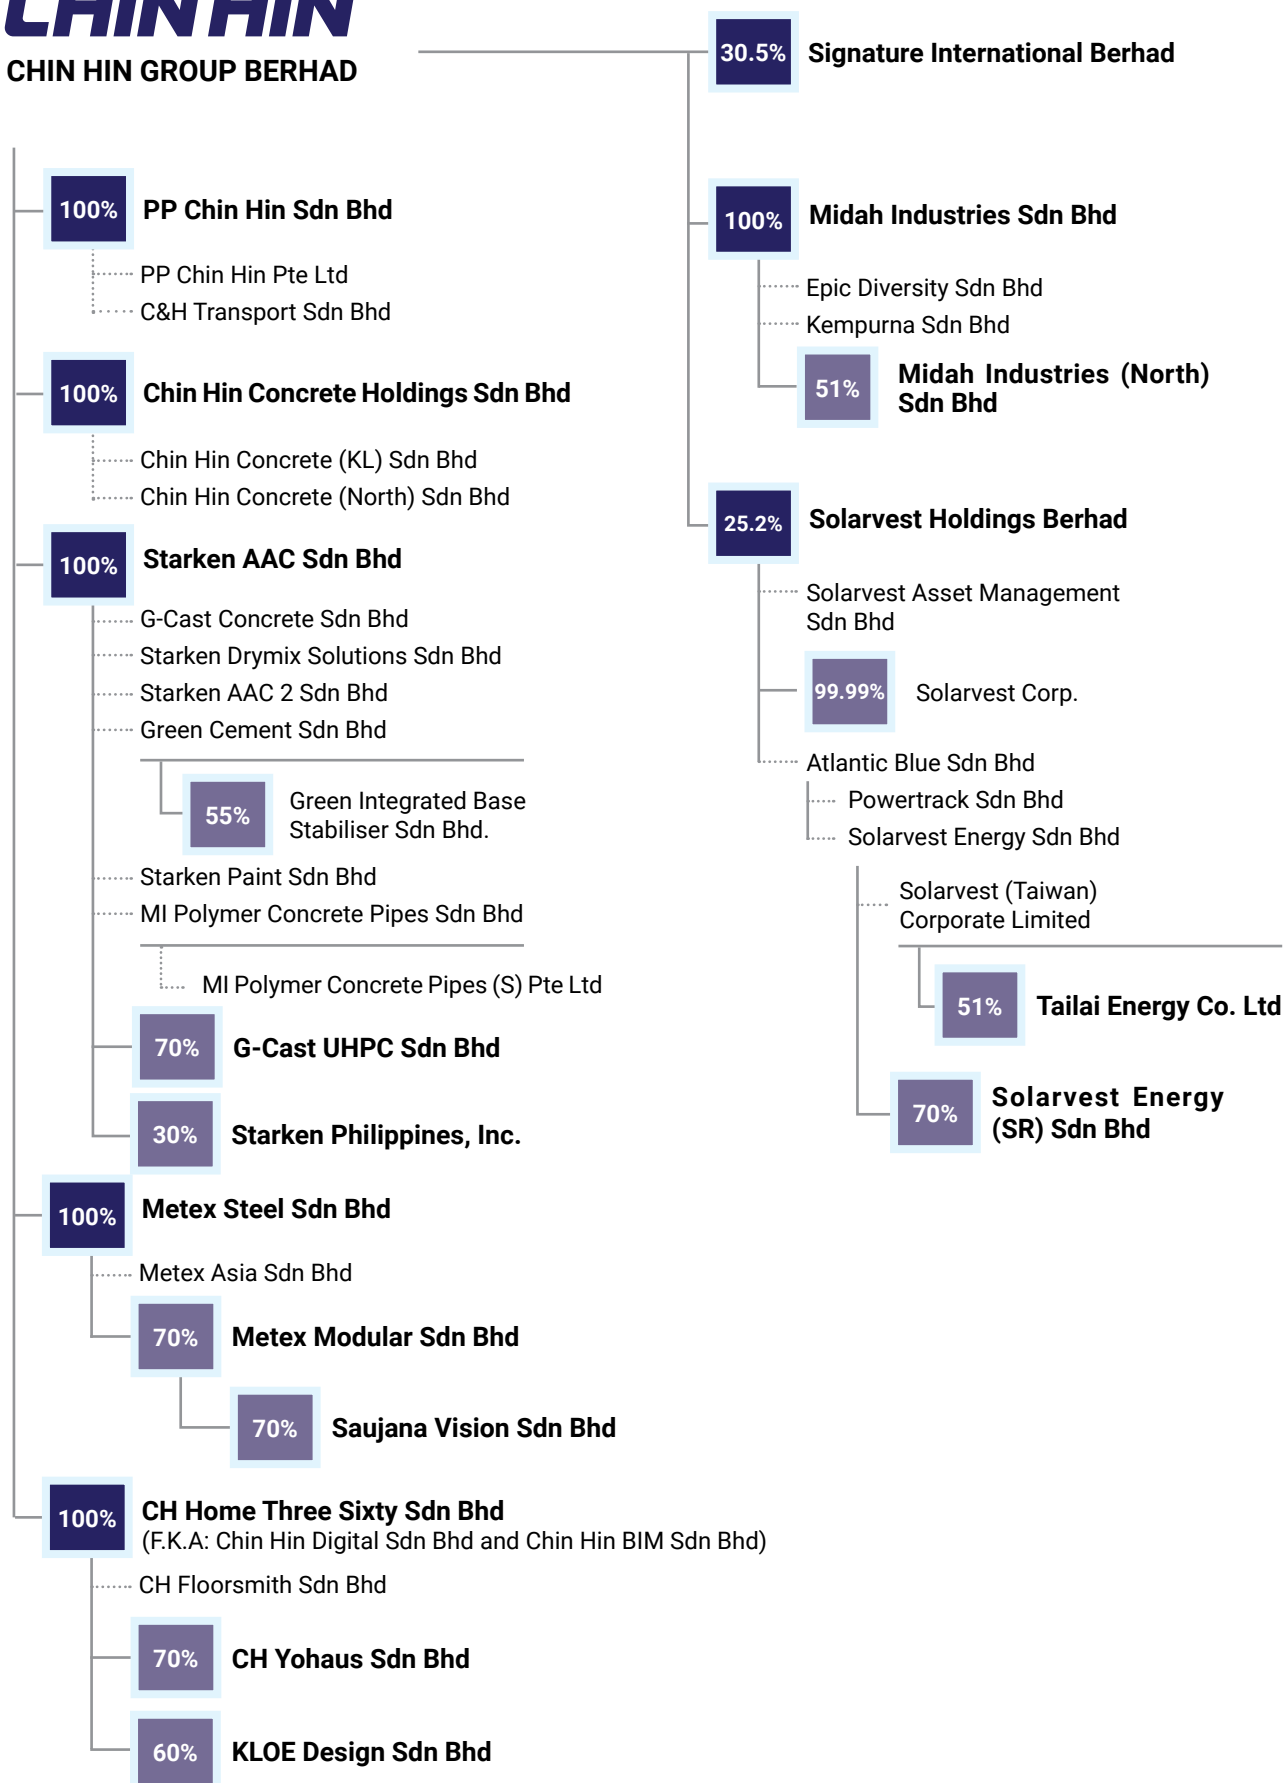 CHIN HIN
CHIN HIN GROUP BERHAD
100% PP Chin Hin Sdn Bhd
PP Chin Hin Pte Ltd
C&H Transport Sdn Bhd
100% Chin Hin Concrete Holdings Sdn Bhd
Chin Hin Concrete (KL) Sdn Bhd
Chin Hin Concrete (North) Sdn Bhd
100% Starken AAC Sdn Bhd
G-Cast Concrete Sdn Bhd
Starken Drymix Solutions Sdn Bhd
Starken AAC 2 Sdn Bhd
Green Cement Sdn Bhd
55% Green Integrated Base
Stabiliser Sdn Bhd.
Starken Paint Sdn Bhd
MI Polymer Concrete Pipes Sdn Bhd
MI Polymer Concrete Pipes (S) Pte Ltd
70% G-Cast UHPC Sdn Bhd
30% Starken Philippines, Inc.
100% Metex Steel Sdn Bhd
Metex Asia Sdn Bhd
70% Metex Modular Sdn Bhd
70% Saujana Vision Sdn Bhd
100% CH Home Three Sixty Sdn Bhd
(F.K.A: Chin Hin Digital Sdn Bhd and Chin Hin BIM Sdn Bhd)
CH Floorsmith Sdn Bhd
70% CH Yohaus Sdn Bhd
60% KLOE Design Sdn Bhd
30.5% Signature International Berhad
100% Midah Industries Sdn Bhd
Epic Diversity Sdn Bhd
Kempurna Sdn Bhd
51% Midah Industries (North)
Sdn Bhd
25.2% Solarvest Holdings Berhad
Solarvest Asset Management
Sdn Bhd
99.99% Solarvest Corp.
Atlantic Blue Sdn Bhd
Powertrack Sdn Bhd
Solarvest Energy Sdn Bhd
Solarvest (Taiwan)
Corporate Limited
51% Tailai Energy Co. Ltd
70% Solarvest Energy
(SR) Sdn Bhd